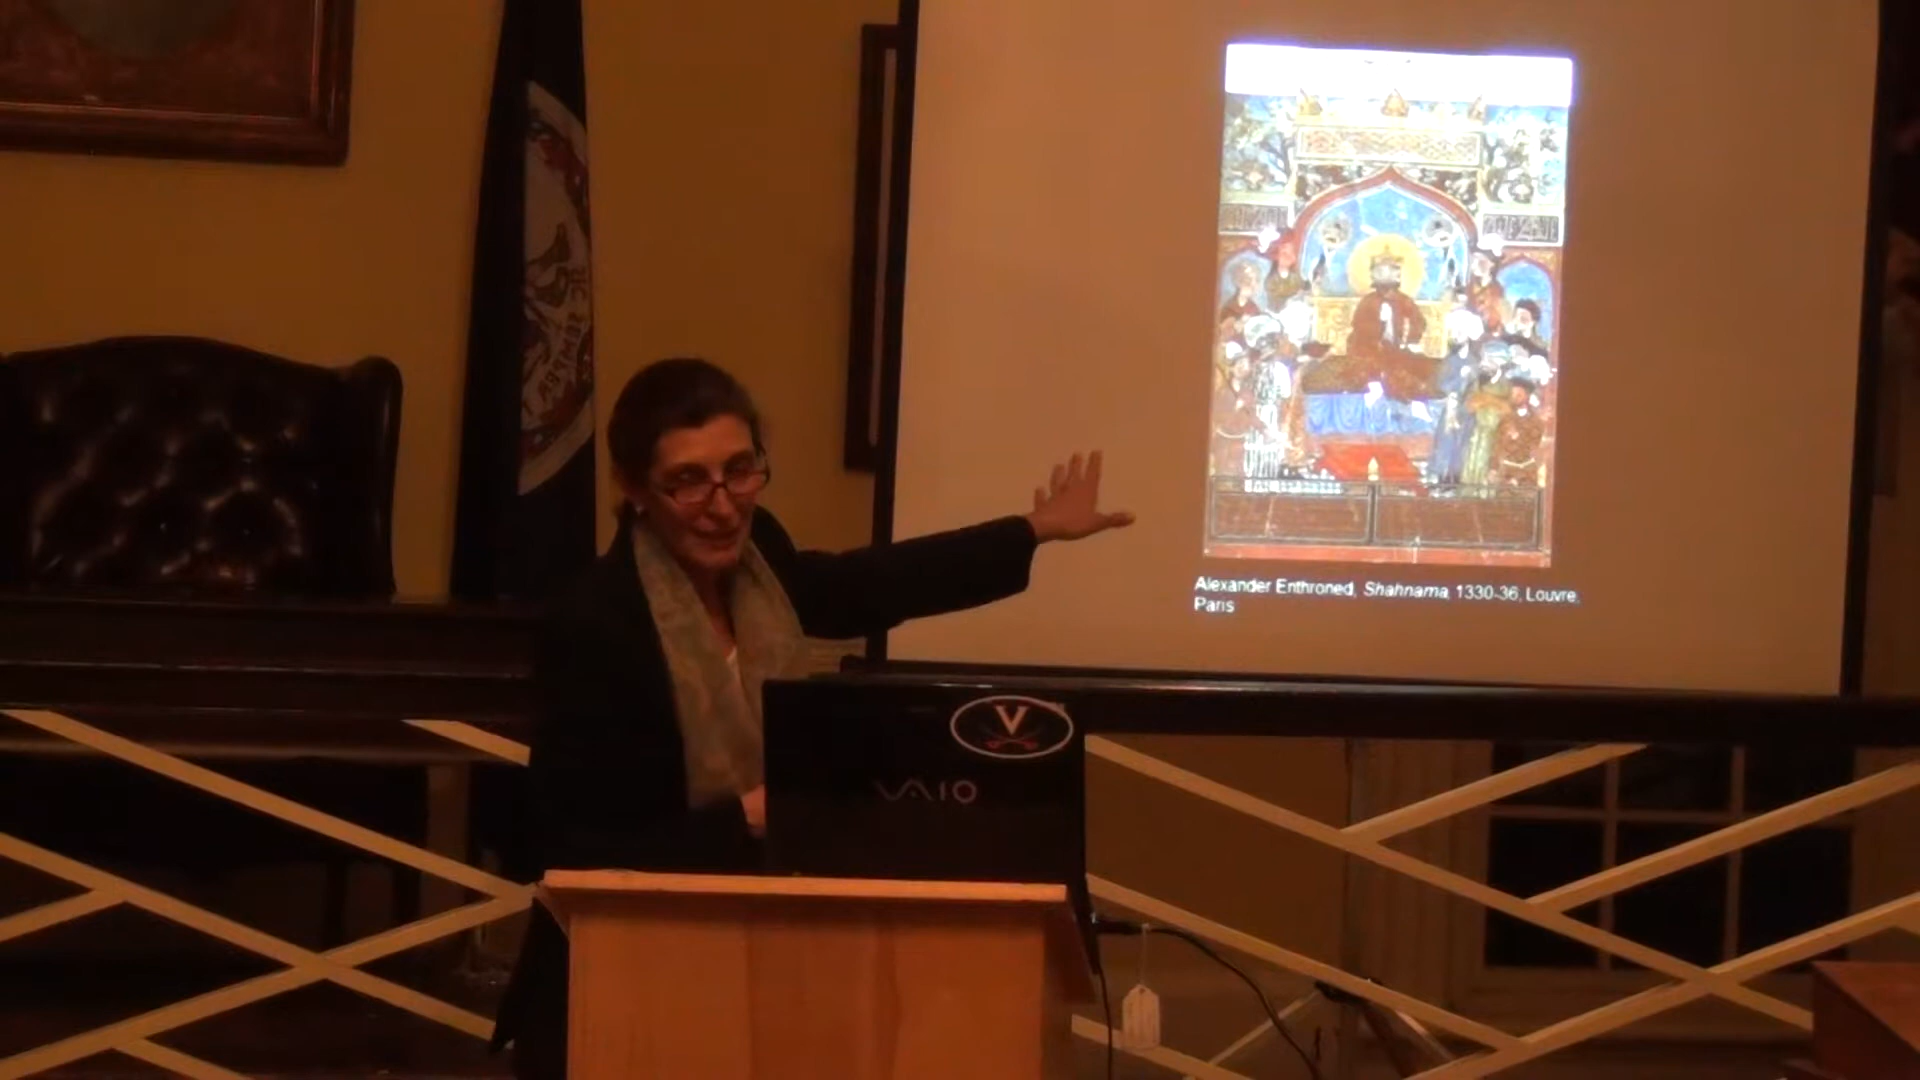 Alexander Enthroned, Shahnama, 1330-36, Louvre,
Paris
V
VAIO